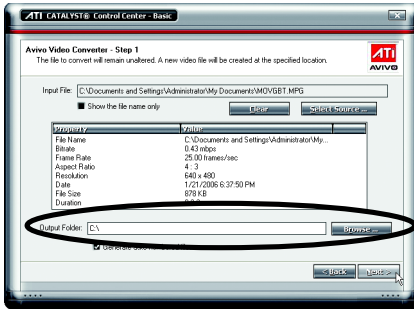 ATI CATALYST® Control Center - Basic
Avivo Video Converter - Step 1
The file to convert will remain unaltered. A new video file will be created at the specified location.
ATI
AVIVO
Input File: C:\Documents and Settings\Administrator\My Documents\MOVGBT.MPG
Show the file name only
Clear
Select Source ...
Property Value
File Name C:\Documents and Settings\Administrator\My...
Bitrate 0.43 mbps
Frame Rate 25.00 frames/sec
Aspect Ratio 4 : 3
Resolution 640 x 480
Date 1/21/2006 6:37:50 PM
File Size 878 KB
Duration
Output Folder: C:\
Browse ...
< Back Next >